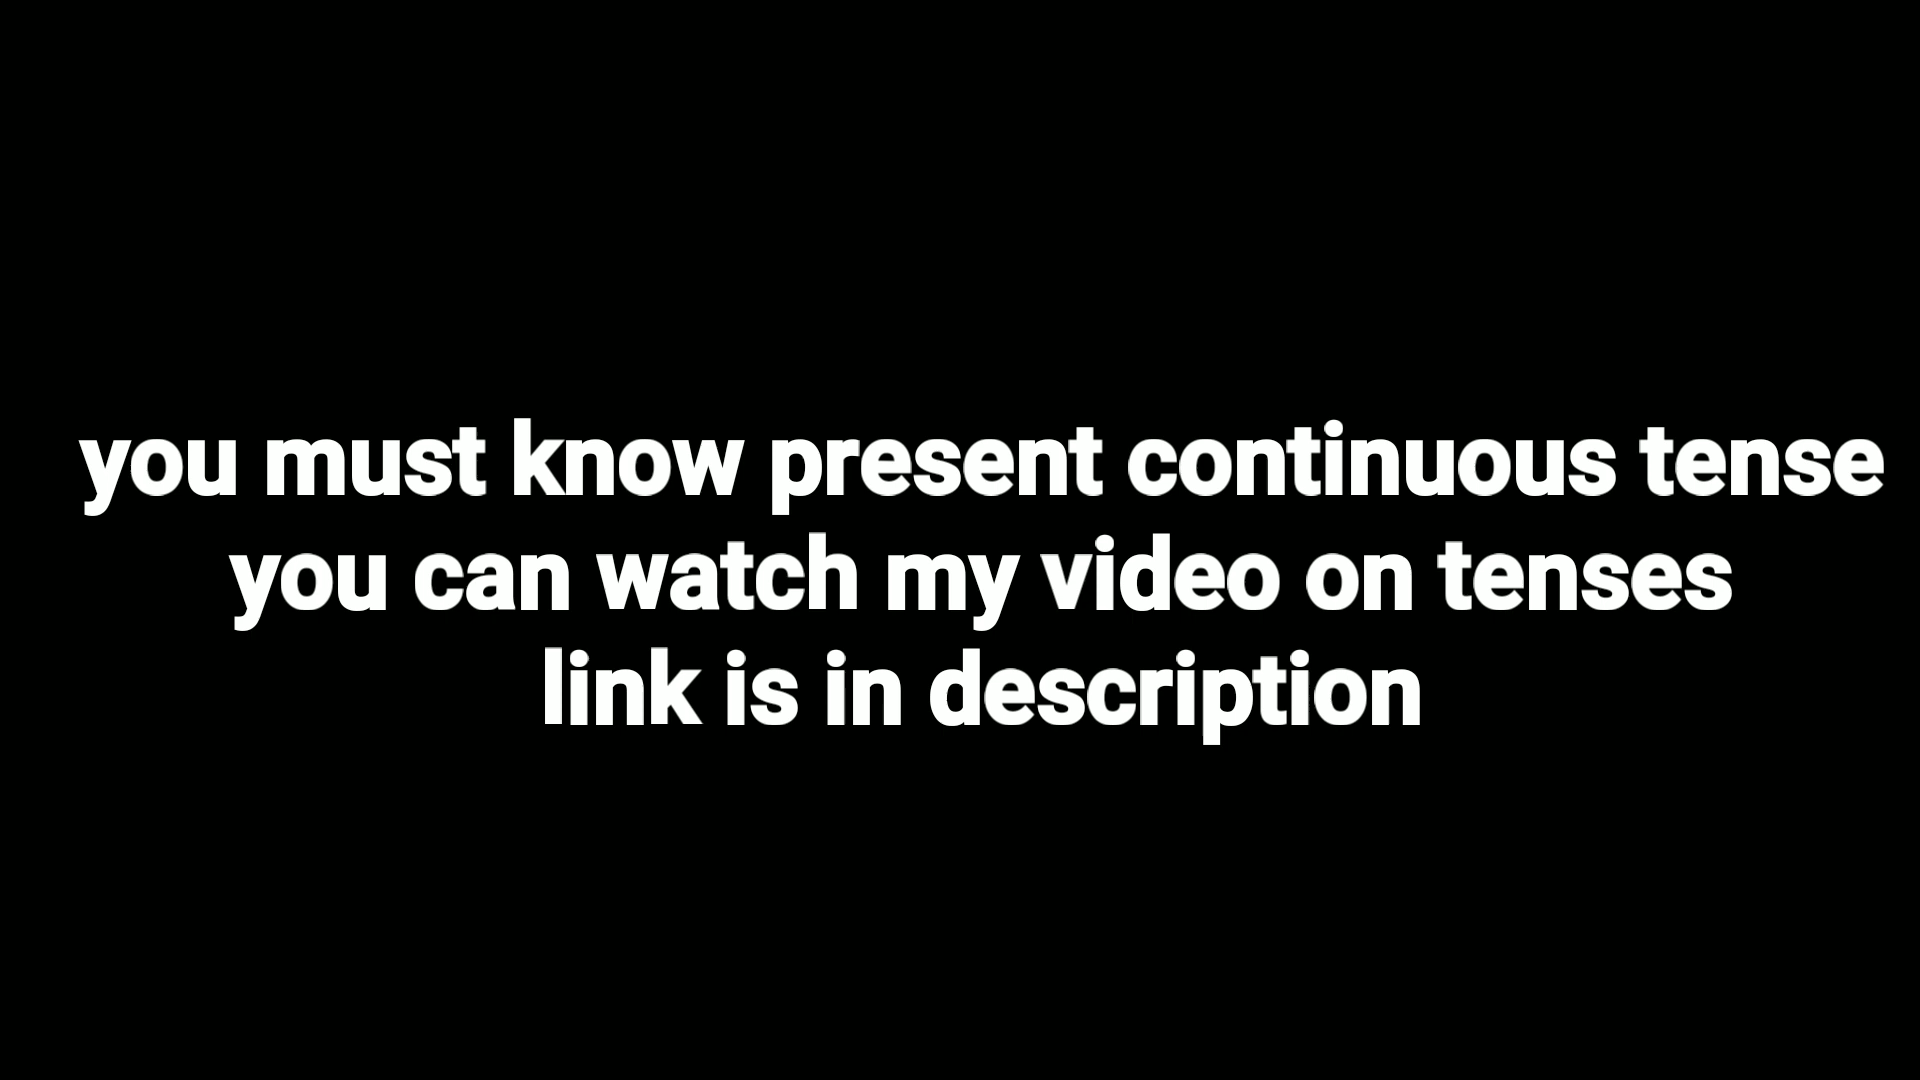 you must know present continuous tense
you can watch my video on tenses
link is in description